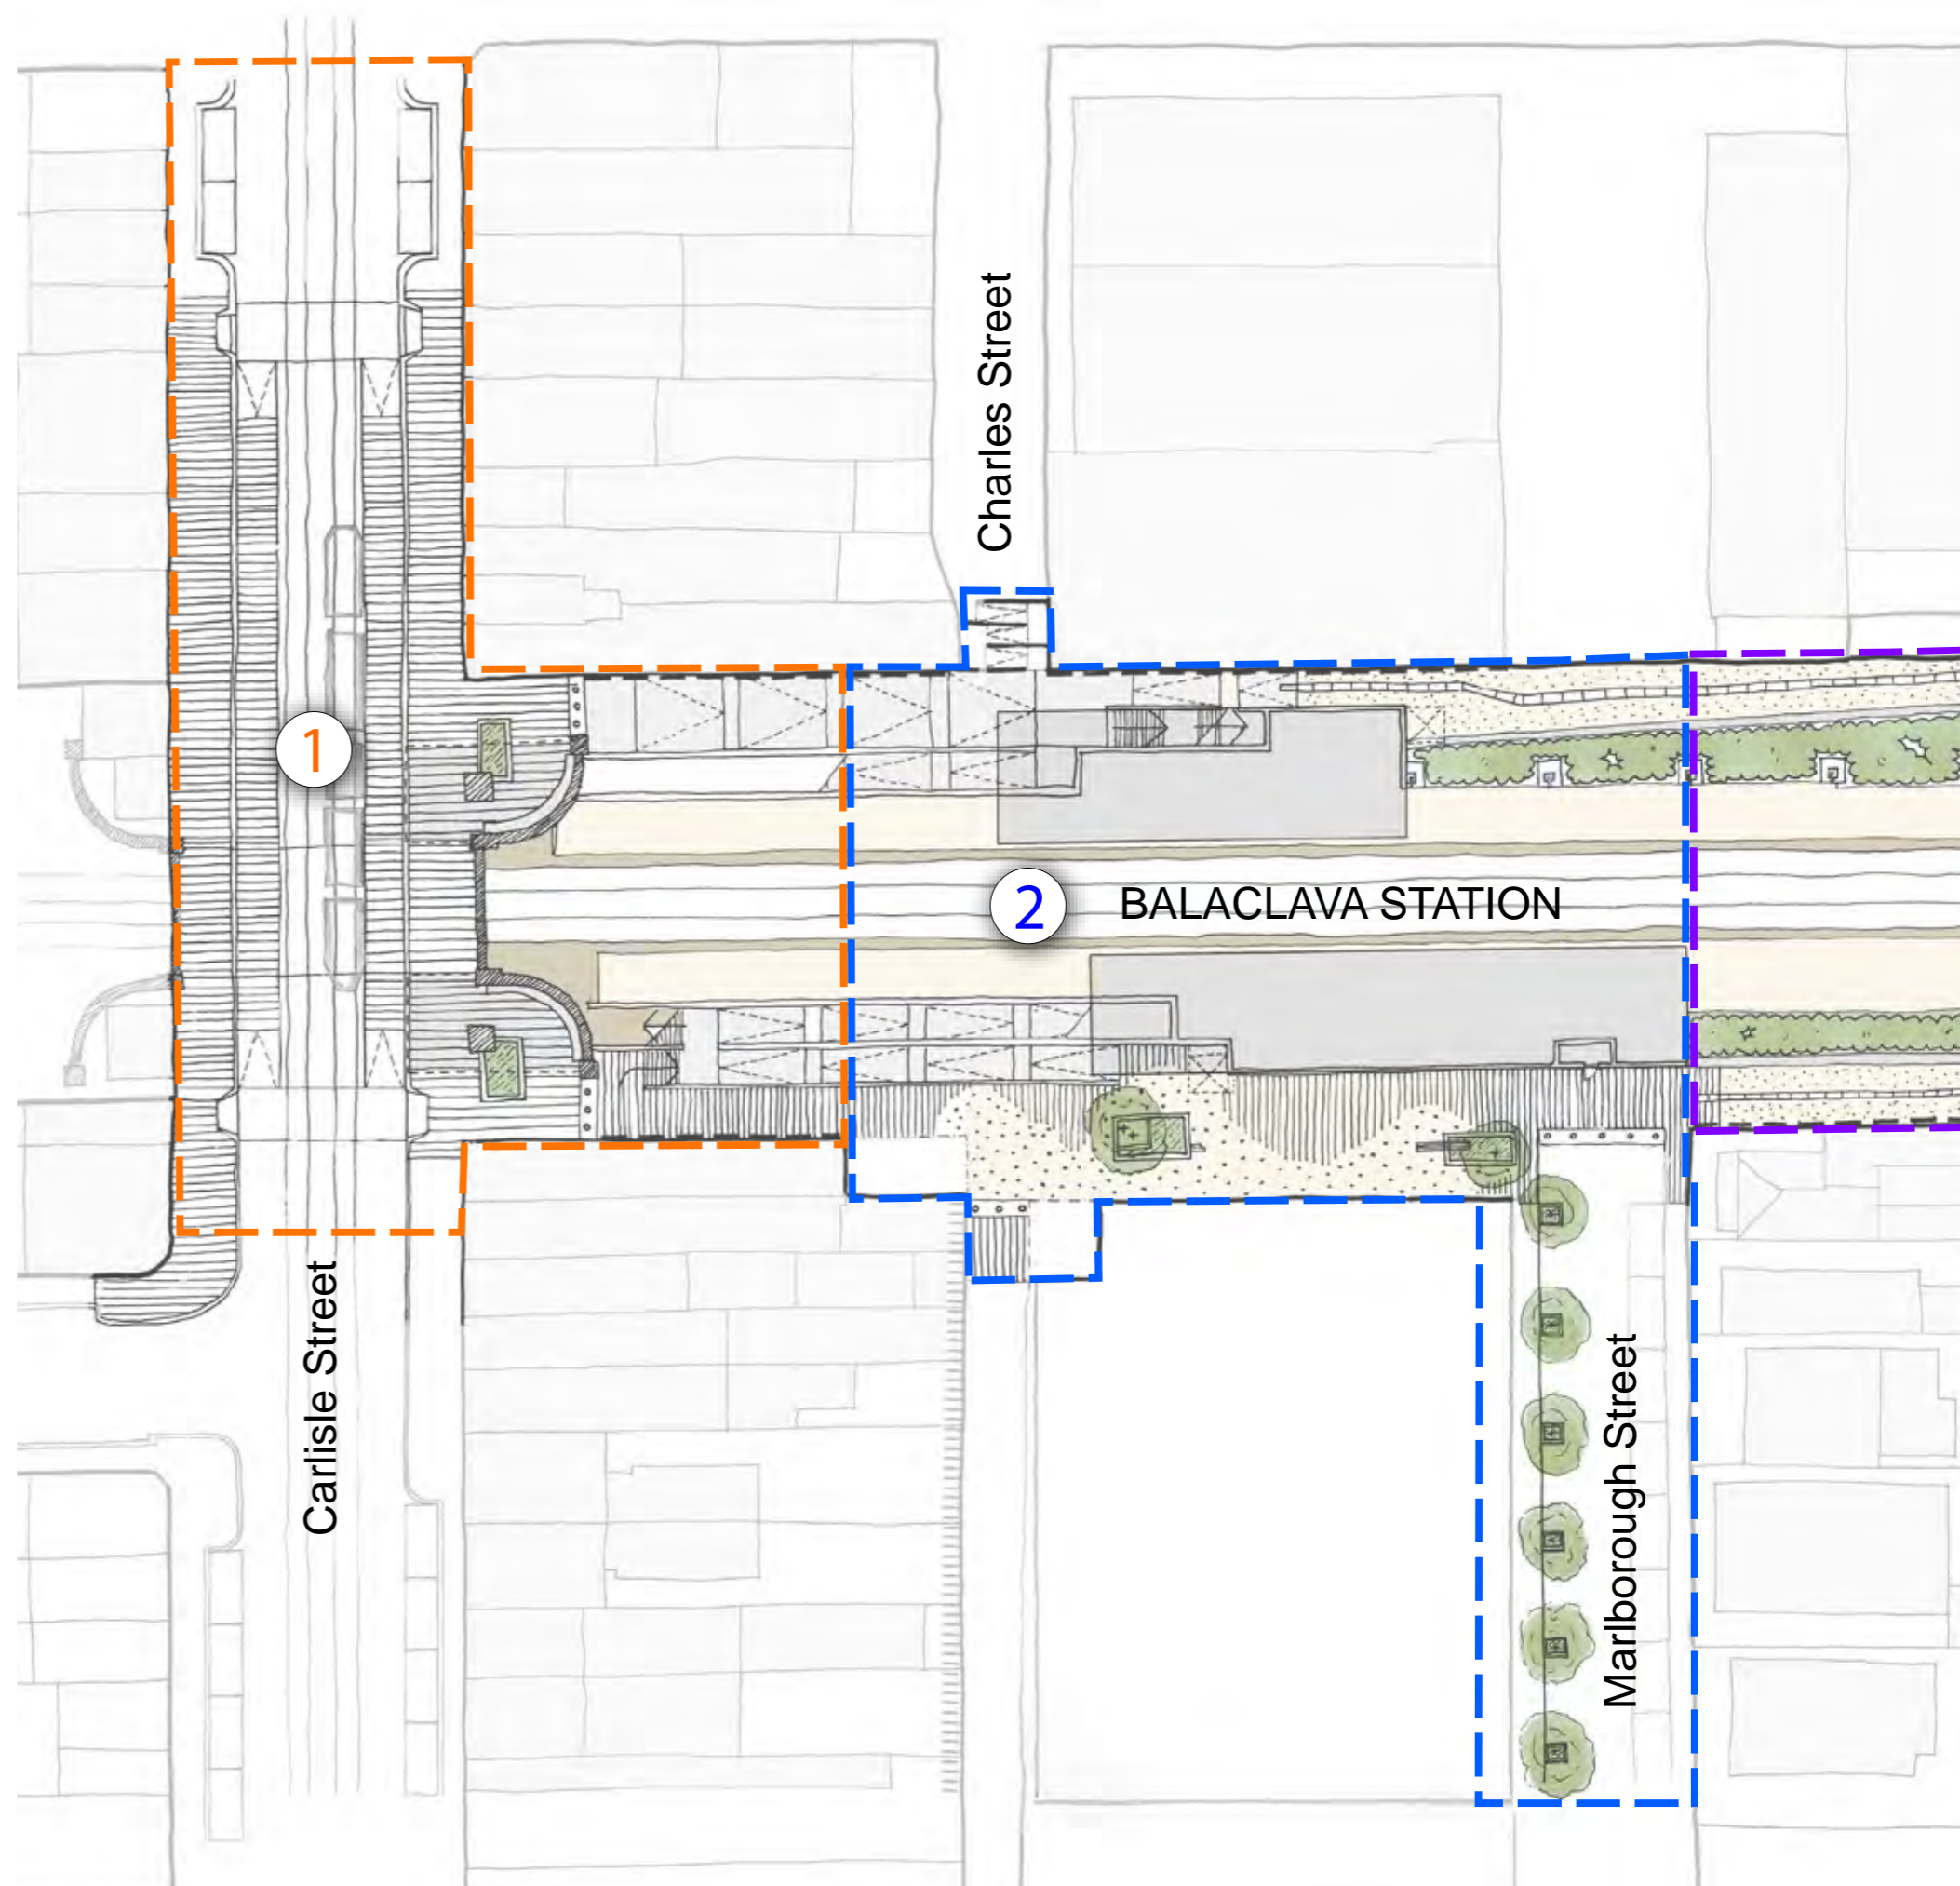 Charles Street
1
2
BALACLAVA STATION
Carlisle Street
Marlborough Street